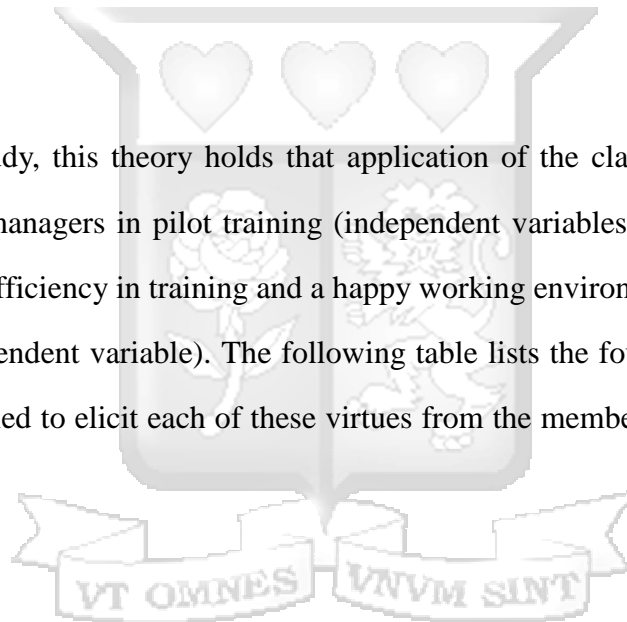 dy, this theory holds that application of the cla
managers in pilot training (independent variables
fficiency in training and a happy working environ
endent variable). The following table lists the fo
ed to elicit each of these virtues from the membe
VT OMNES VNVM SINT